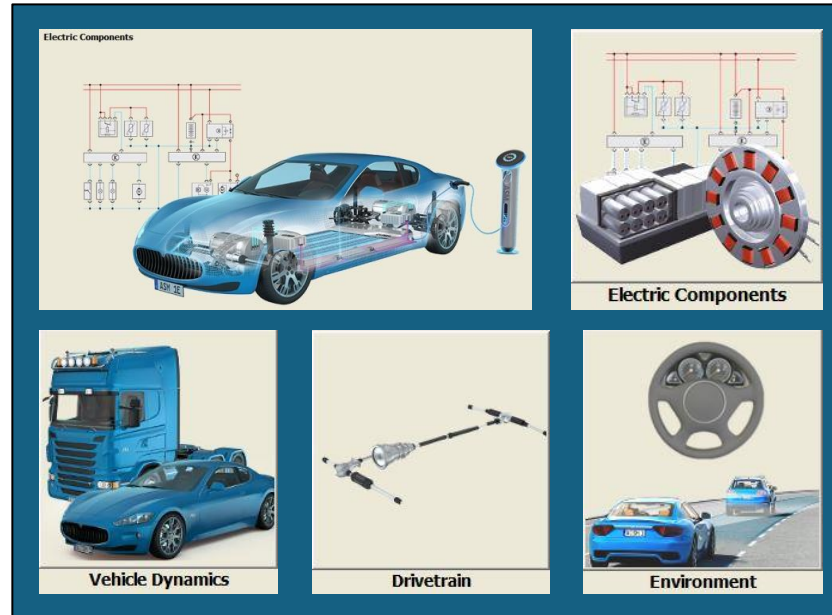 Electric Components
ASM 1E
Electric Components
Vehicle Dynamics
Drivetrain
Environment